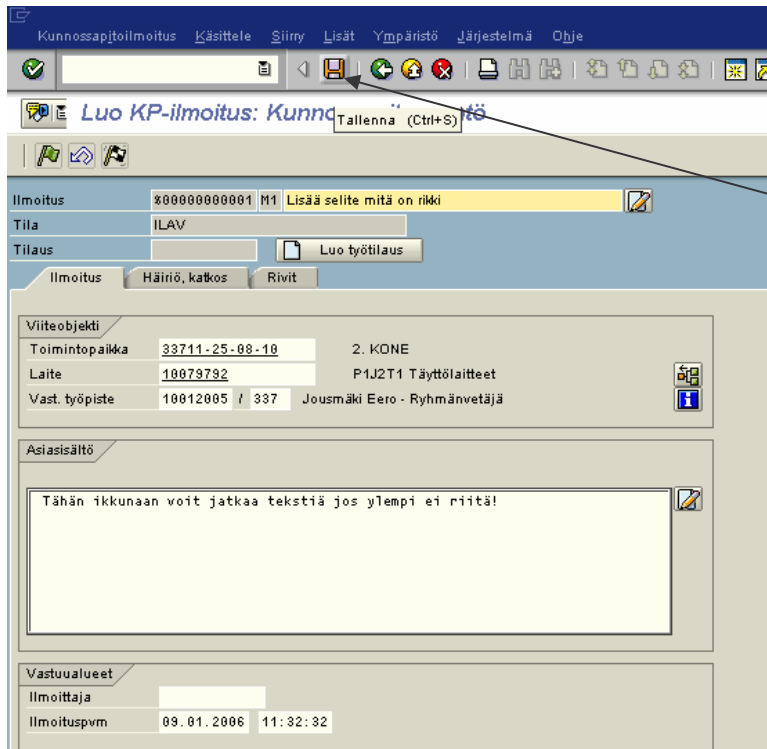 Kunnossapitoilmoitus Käsittele Siirry Lisät Ympäristö Järjestelmä Ohje
Luo KP-ilmoitus:
Tallenna (Ctrl+S)
Ilmoitus %00000000001 M1 Lisää selite mitä on rikki
Tila ILAV
Tilaus Luo työtilaus
Ilmoitus Häiriö, katkos Rivit
Viiteobjekti
Toimintopaikka 33711-25-08-10 2. KONE
Laite 10079792 P1J2T1 Täyttölaitteet
Vast. työpiste 10012005 / 337 Jousmäki Eero - Ryhmänvetäjä
Asiasisältö
Tähän ikkunaan voit jatkaa tekstiä jos ylempi ei riitä!
Vastuualueet
Ilmoittaja
Ilmoituspvm 09.01.2006 11:32:32